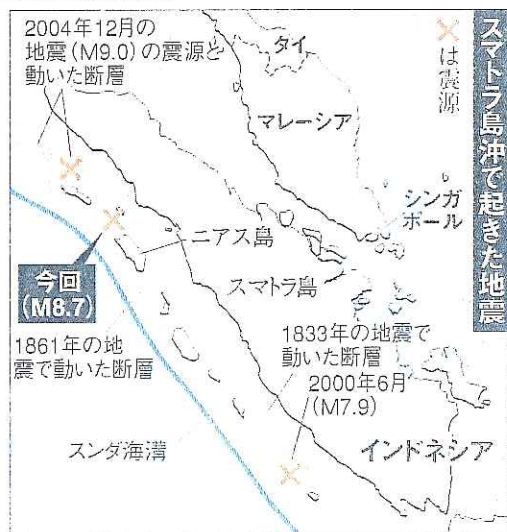 スマトラ島沖で起きた地震
×は震源
2004年12月の
地震(M9.0)の震源と
動いた断層
タイ
マレーシア
シンガ
ポール
ニアス島
今回
(M8.7)
スマトラ島
1861年の地
震で動いた断層
1833年の地震で
動いた断層
2000年6月
(M7.9)
スンダ海溝
インドネシア